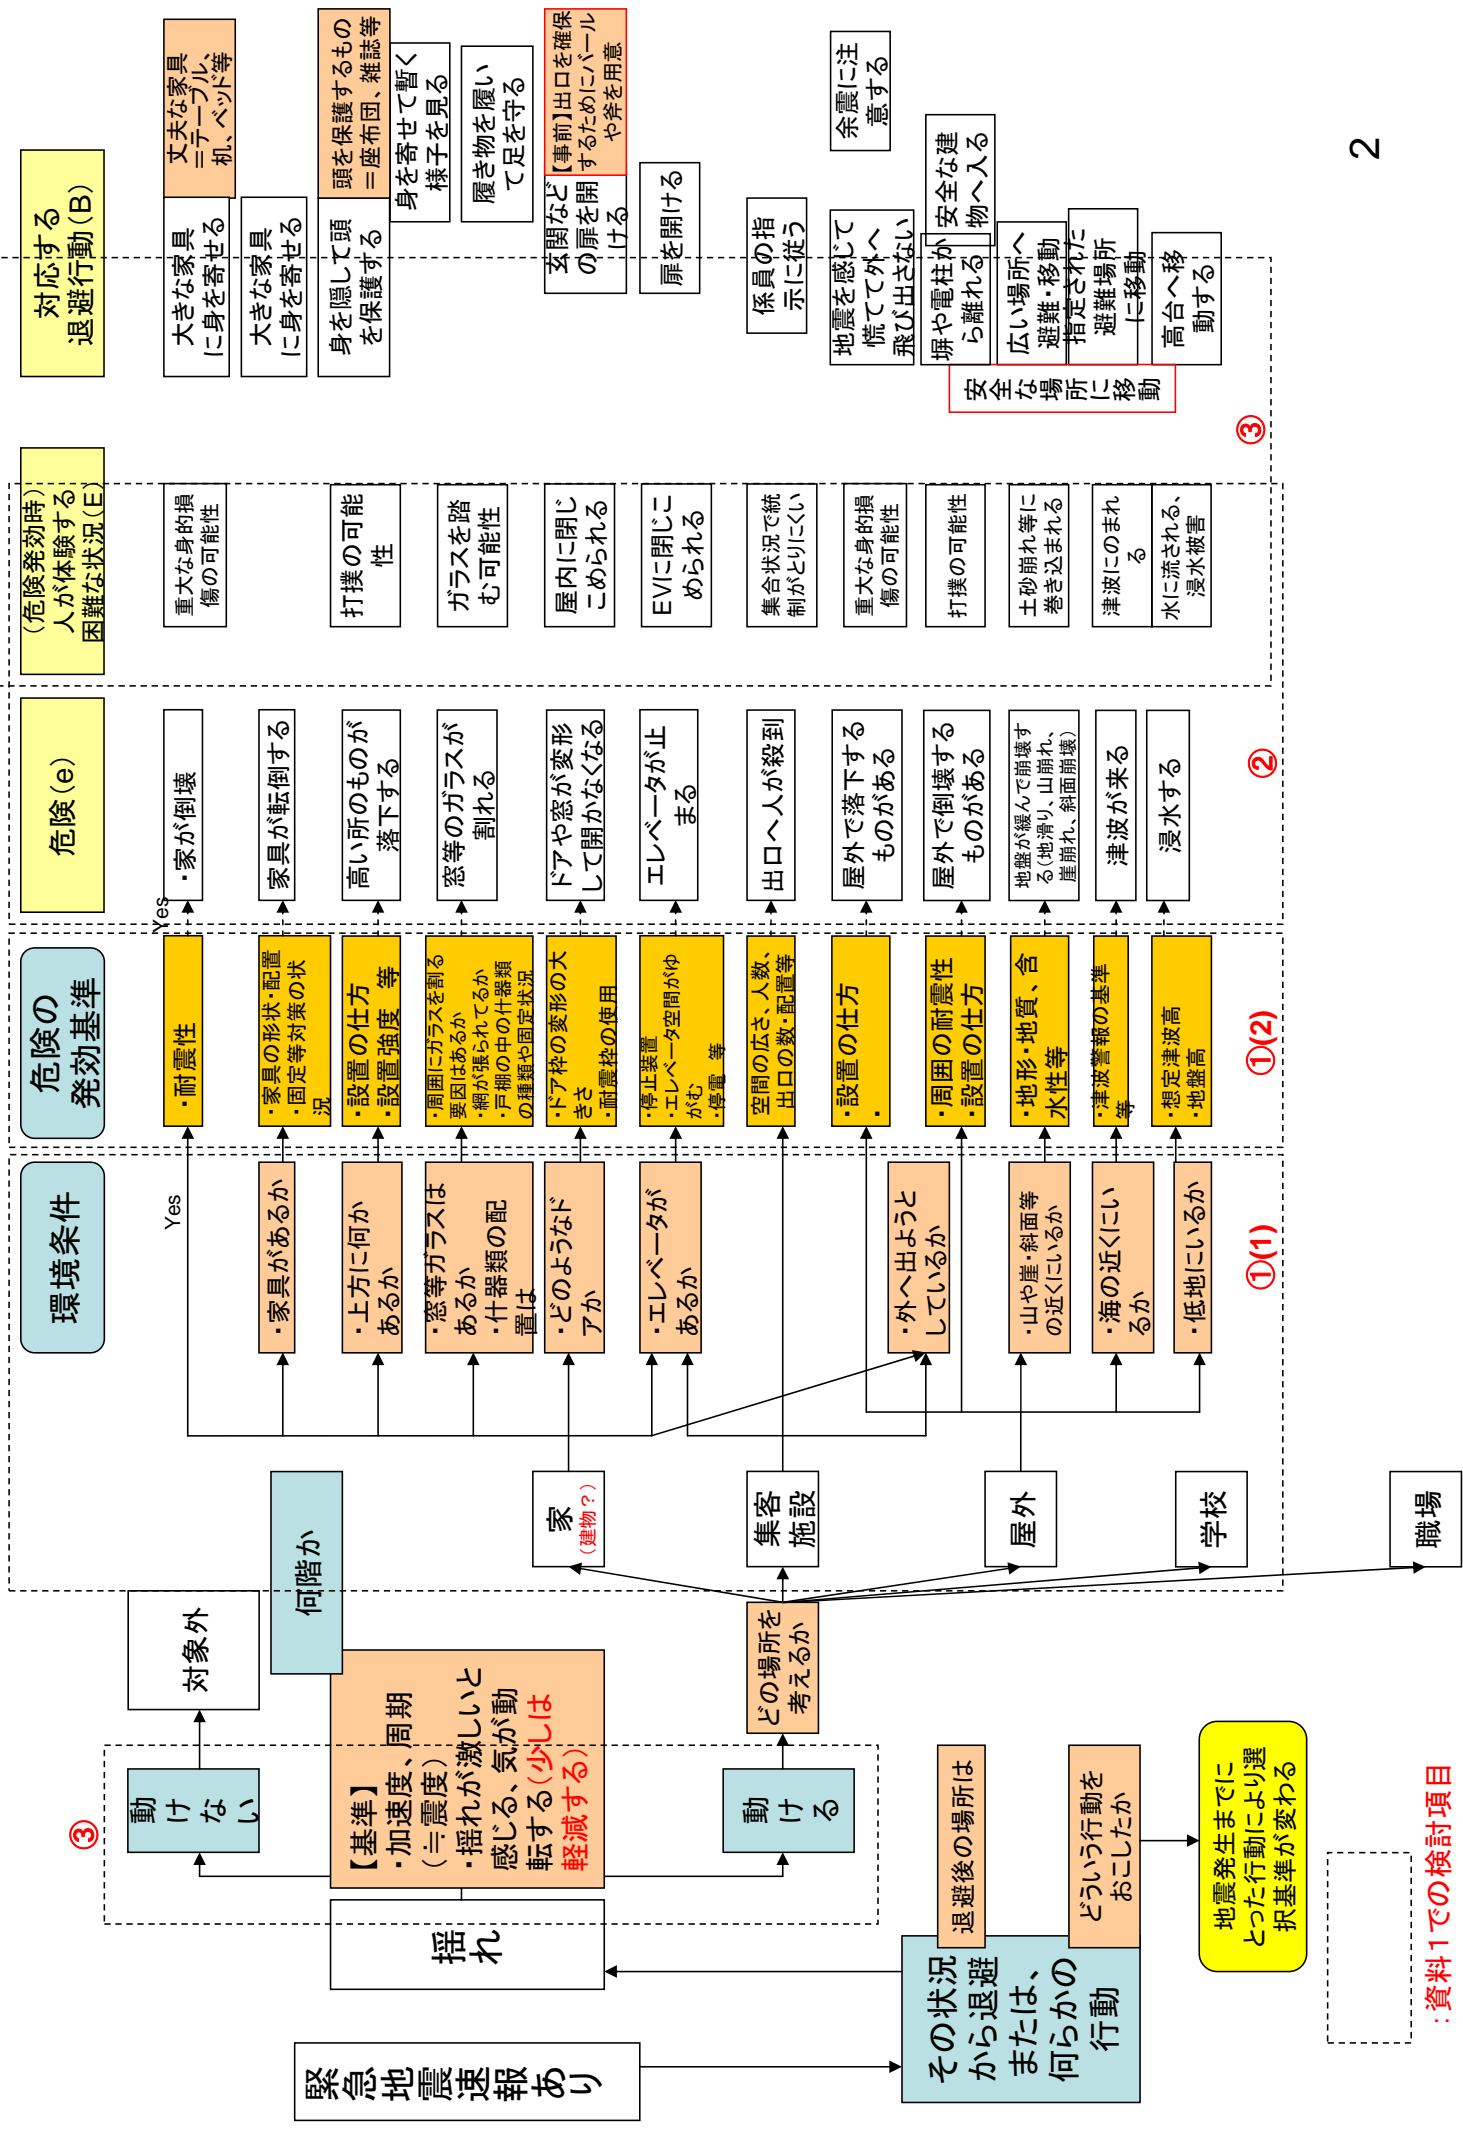 緊急地震速報あり
その状況
から退避
または、
何らかの
行動
退避後の場所は
どういう行動を
おこしたか
地震発生までに
とった行動により選
択基準が変わる
揺
れ
③
動
け
な
い
対象外
【基準】
・加速度、周期
(≒震度)
・揺れが激しいと
感じる、気が動
転する(少しは
軽減する)
動
け
る
何階か
どの場所を
考えるか
家
(建物?)
集客
施設
屋外
学校
職場
環境条件
Yes
・家具があるか
・上方に何か
あるか
・窓等ガラスは
あるか
・什器類の配
置は
・どのようなド
アか
・エレベータが
あるか
・外へ出ようと
しているか
・山や崖・斜面等
の近くにいるか
・海の近くにい
るか
・低地にいるか
①(1)
危険の
発効基準
・耐震性
・家具の形状・配置
・固定等対策の状
況
・設置の仕方
・設置強度 等
・周囲にガラスを割る
要因はあるか
・網が張られてるか
・戸棚の中の什器類
の種類や固定状況
・ドア枠の変形の大
きさ
・耐震枠の使用
・停止装置
・エレベータ空間がゆ
がむ
・停電 等
空間の広さ、人数、
出口の数・配置等
・設置の仕方
・
・周囲の耐震性
・設置の仕方
・地形・地質、含
水性等
・津波警報の基準
等
・想定津波高
・地盤高
①(2)
危険(e)
Yes
・家が倒壊
家具が転倒する
高い所のものが
落下する
窓等のガラスが
割れる
ドアや窓が変形
して開かなくなる
エレベータが止
まる
出口へ人が殺到
屋外で落下する
ものがある
屋外で倒壊する
ものがある
地盤が緩んで崩壊す
る(地滑り、山崩れ、
崖崩れ、斜面崩壊)
津波が来る
浸水する
②
(危険発効時)
人が体験する
困難な状況(E)
重大な身的損
傷の可能性
打撲の可能
性
ガラスを踏
む可能性
屋内に閉じ
こめられる
EVに閉じこ
められる
集合状況で統
制がとりにくい
重大な身的損
傷の可能性
打撲の可能性
土砂崩れ等に
巻き込まれる
津波にのまれ
る
水に流される、
浸水被害
③
対応する
退避行動(B)
大きな家具
に身を寄せる
丈夫な家具
=テーブル、
机、ベッド等
大きな家具
に身を寄せる
身を隠して頭
を保護する
頭を保護するもの
=座布団、雑誌等
身を寄せて暫く
様子を見る
履き物を履い
て足を守る
玄関など
の扉を開
ける
【事前】出口を確保
するためにバール
や斧を用意
扉を開ける
係員の指
示に従う
地震を感じて
慌てて外へ
飛び出さない
余震に注
意する
塀や電柱か
ら離れる
安全な建
物へ入る
広い場所へ
避難・移動
指定された
避難場所
に移動
高台へ移
動する
安全な場所に移
動
:資料1での検討項目
2